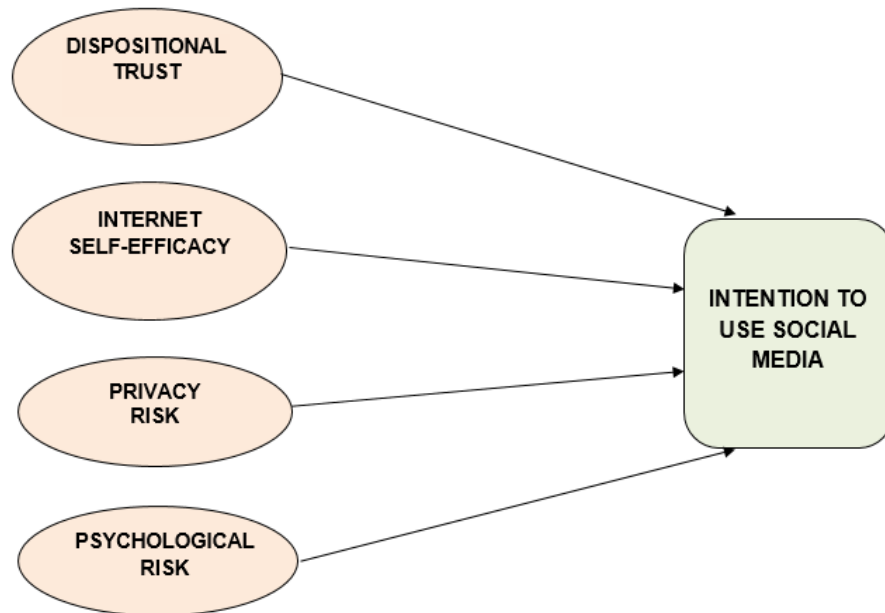 DISPOSITIONAL
TRUST
INTERNET
SELF-EFFICACY
PRIVACY
RISK
PSYCHOLOGICAL
RISK
INTENTION TO
USE SOCIAL
MEDIA